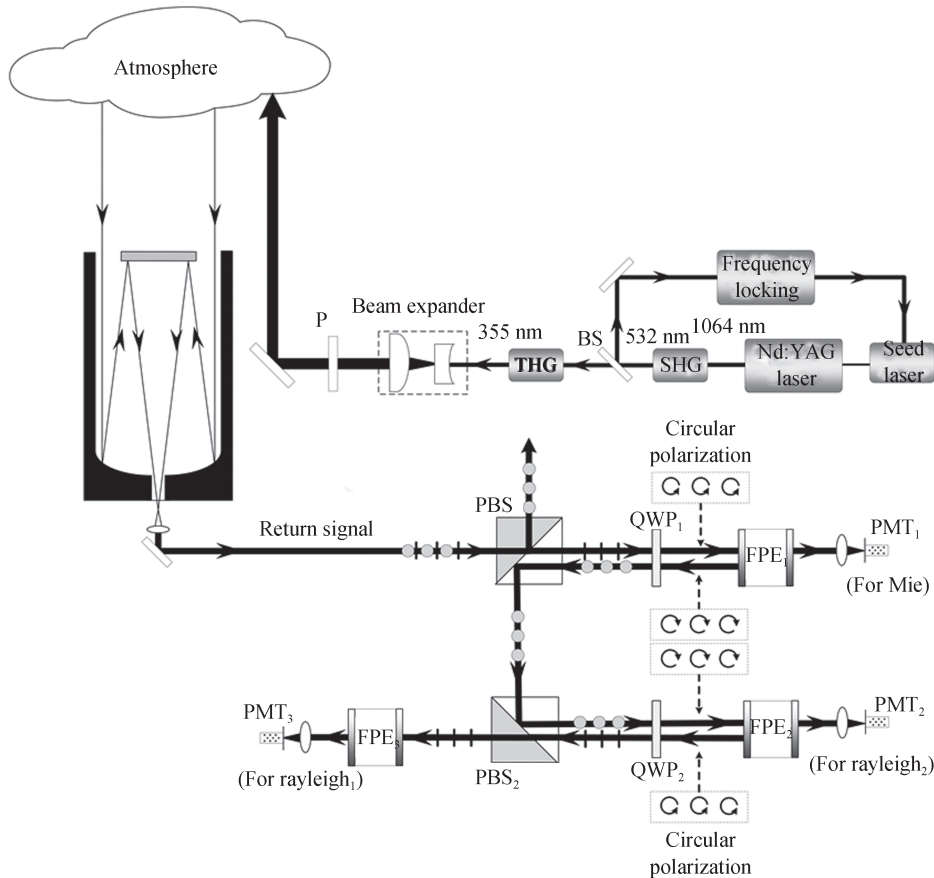 Atmosphere
Frequency
locking
Beam expander
P
355 nm
BS
532 nm
1064 nm
THG
SHG
Nd:YAG
laser
Seed
laser
Circular
polarization
PBS
QWP₁
PMT₁
Return signal
FPE₁
(For Mie)
PMT₃
PMT₂
FPE₃
FPE₂
(For rayleigh₁)
PBS₂
QWP₂
(For rayleigh₂)
Circular
polarization